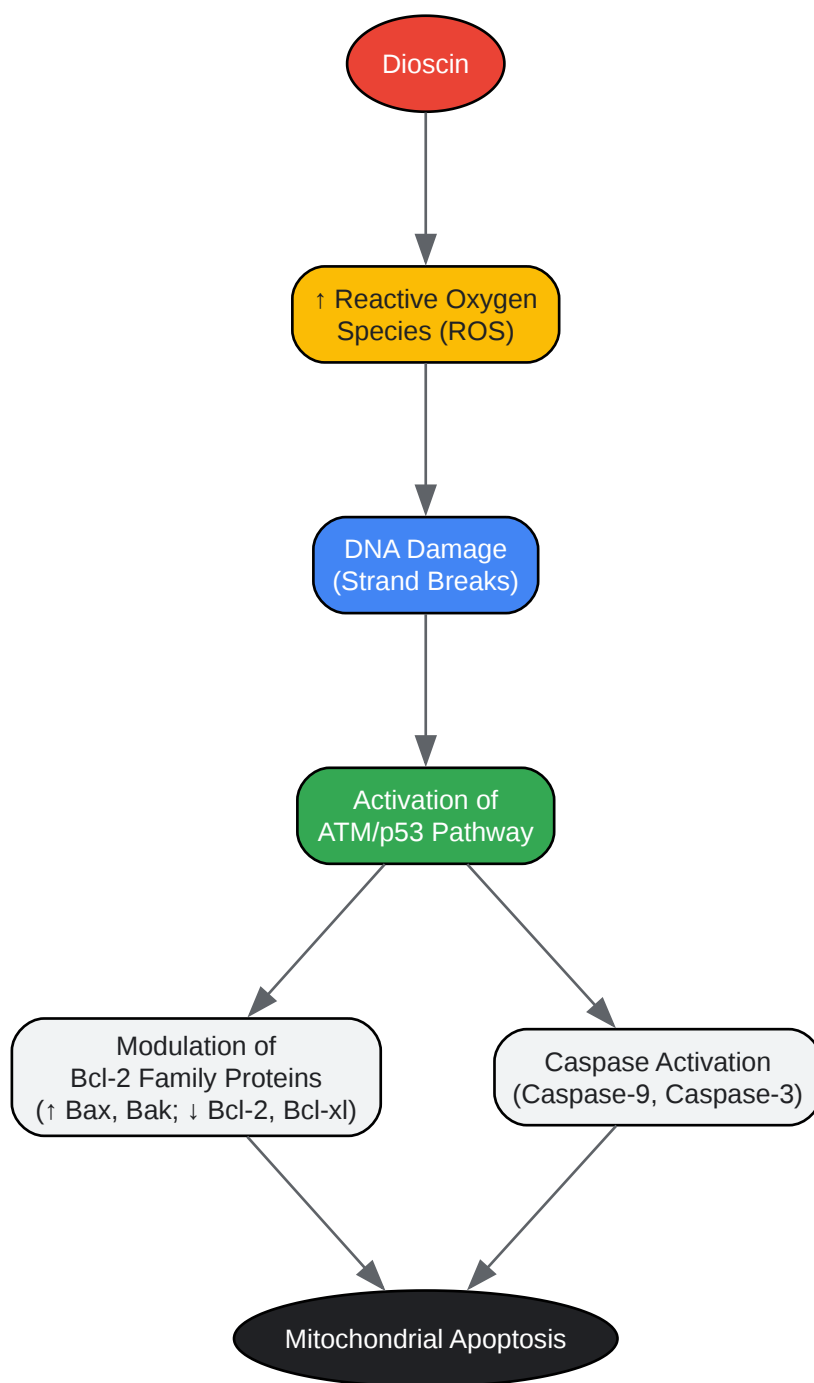 Dioscin
↑ Reactive Oxygen
Species (ROS)
DNA Damage
(Strand Breaks)
Activation of
ATM/p53 Pathway
Modulation of
Bcl-2 Family Proteins
(↑ Bax, Bak; ↓ Bcl-2, Bcl-xl)
Caspase Activation
(Caspase-9, Caspase-3)
Mitochondrial Apoptosis